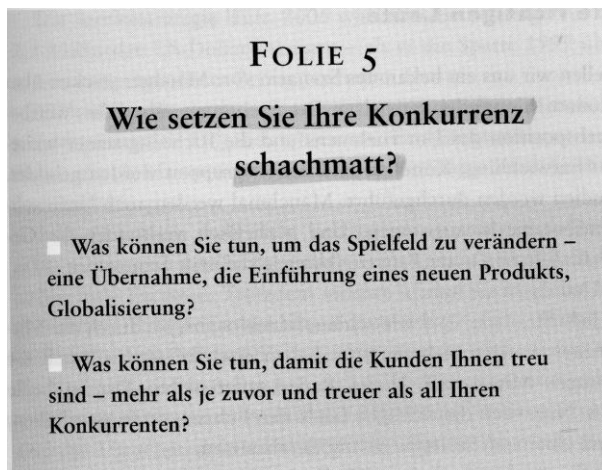 FOLIE 5
Wie setzen Sie Ihre Konkurrenz
schachmatt?
Was können Sie tun, um das Spielfeld zu verändern –
eine Übernahme, die Einführung eines neuen Produkts,
Globalisierung?
Was können Sie tun, damit die Kunden Ihnen treu
sind – mehr als je zuvor und treuer als all Ihren
Konkurrenten?